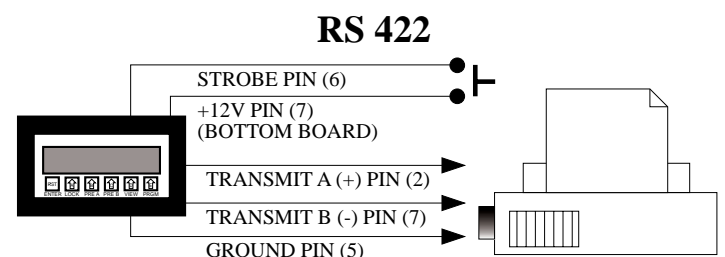 RS 422
STROBE PIN (6)
+12V PIN (7)
(BOTTOM BOARD)
TRANSMIT A (+) PIN (2)
RST
ENTER LOCK PRE A PRE B VIEW PRGM
TRANSMIT B (-) PIN (7)
GROUND PIN (5)